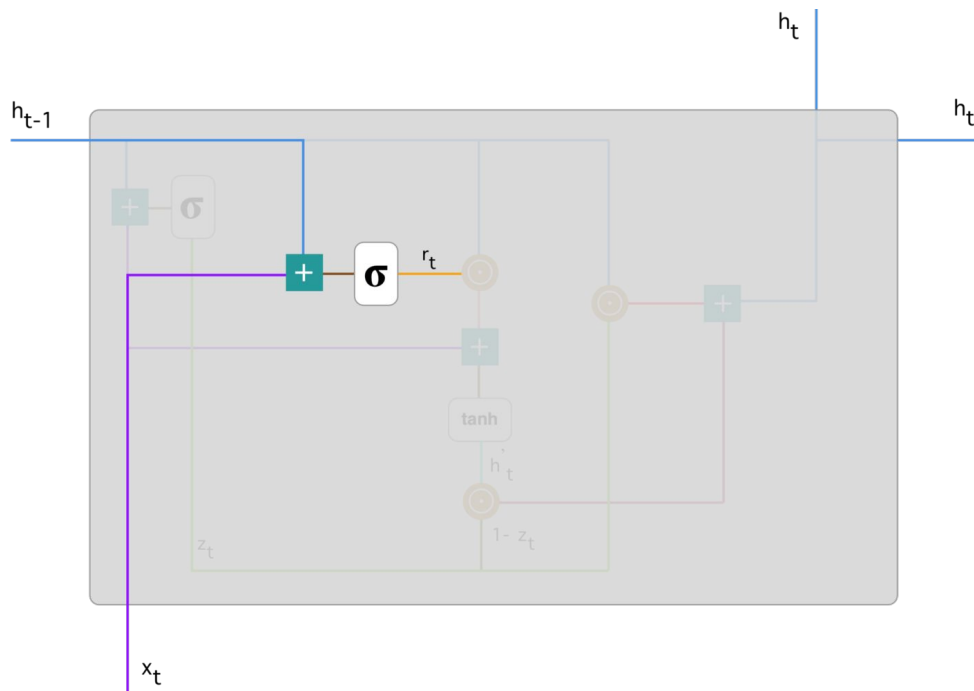 h_t
h_t-1
h_t
σ
+
r_t
+
σ
+
+
tanh
h'_t
1- z_t
z_t
x_t